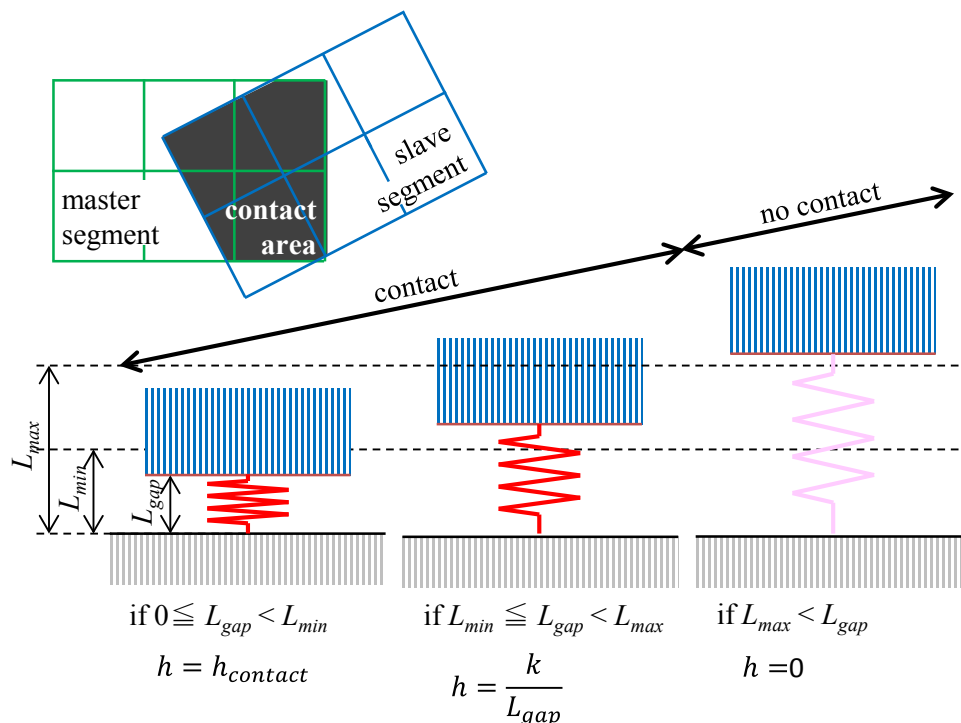 master
segment
contact
area
slave
segment
contact
no contact
L_max
L_min
L_gap
if 0 ≦ L_gap < L_min
h = h_contact
if L_min ≦ L_gap < L_max
h = k / L_gap
if L_max < L_gap
h =0